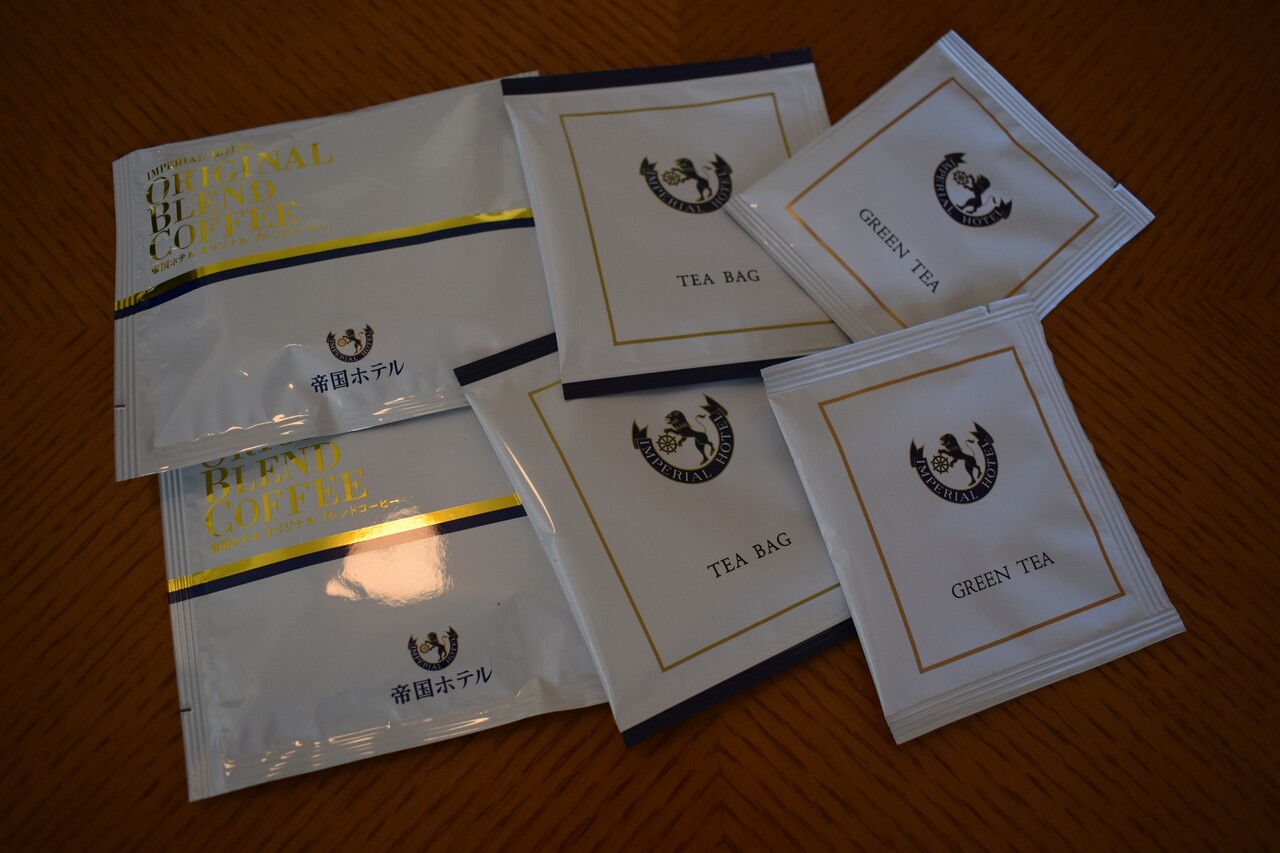 IMPERIAL HOTEL
ORIGINAL
BLEND
COFFEE
帝国ホテル オリジナル ブレンドコーヒー
IMPERIAL HOTEL
帝国ホテル
IMPERIAL HOTEL
TEA BAG
IMPERIAL HOTEL
GREEN TEA
BLEND
COFFEE
帝国ホテル オリジナル ブレンドコーヒー
IMPERIAL HOTEL
帝国ホテル
IMPERIAL HOTEL
TEA BAG
IMPERIAL HOTEL
GREEN TEA